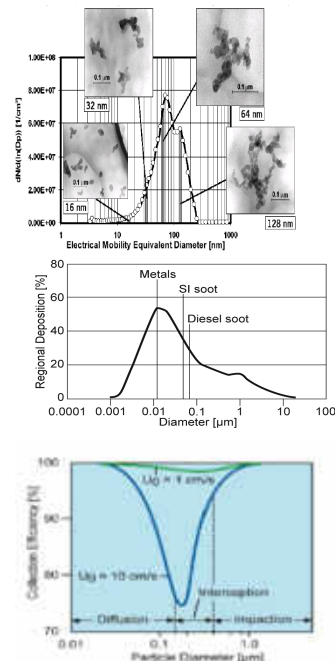 1.00E+08
8.00E+07
6.00E+07
4.00E+07
2.00E+07
0.00E+00
dN/d(ln(Dp)) [1/cm³]
0.1 µm
32 nm
0.1 µm
64 nm
0.1 µm
16 nm
0.1 µm
128 nm
1 10 100 1000
Electrical Mobility Equivalent Diameter [nm]
Regional Deposition [%]
80
60
40
20
0
Metals
SI soot
Diesel soot
0.0001 0.001 0.01 0.1 1 10 100
Diameter [µm]
Collection Efficiency [%]
100
90
80
70
Ug = 1 cm/s
Ug = 10 cm/s
Interception
Diffusion
Impaction
0.01 0.1 1.0
Particle Diameter [µm]